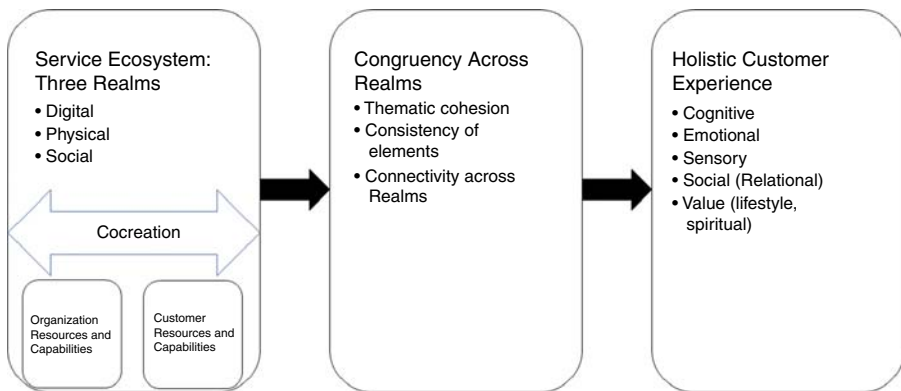 Service Ecosystem:
Three Realms
• Digital
• Physical
• Social
Cocreation
Organization
Resources and
Capabilities
Customer
Resources and
Capabilities
Congruency Across
Realms
• Thematic cohesion
• Consistency of
elements
• Connectivity across
Realms
Holistic Customer
Experience
• Cognitive
• Emotional
• Sensory
• Social (Relational)
• Value (lifestyle,
spiritual)